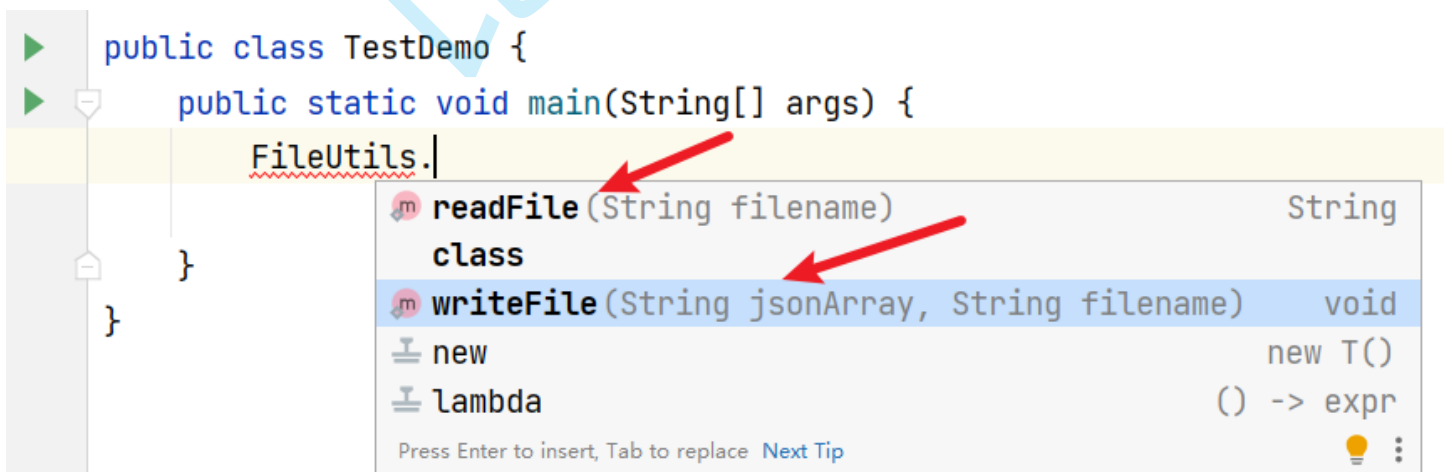 public class TestDemo {
public static void main(String[] args) {
FileUtils.
readFile(String filename) String
class
writeFile(String jsonArray, String filename) void
new new T()
lambda () -> expr
}
}
Press Enter to insert, Tab to replace Next Tip